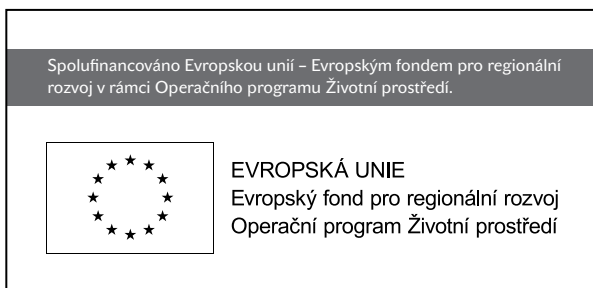 Spolufinancováno Evropskou unií – Evropským fondem pro regionální
rozvoj v rámci Operačního programu Životní prostředí.
EVROPSKÁ UNIE
Evropský fond pro regionální rozvoj
Operační program Životní prostředí